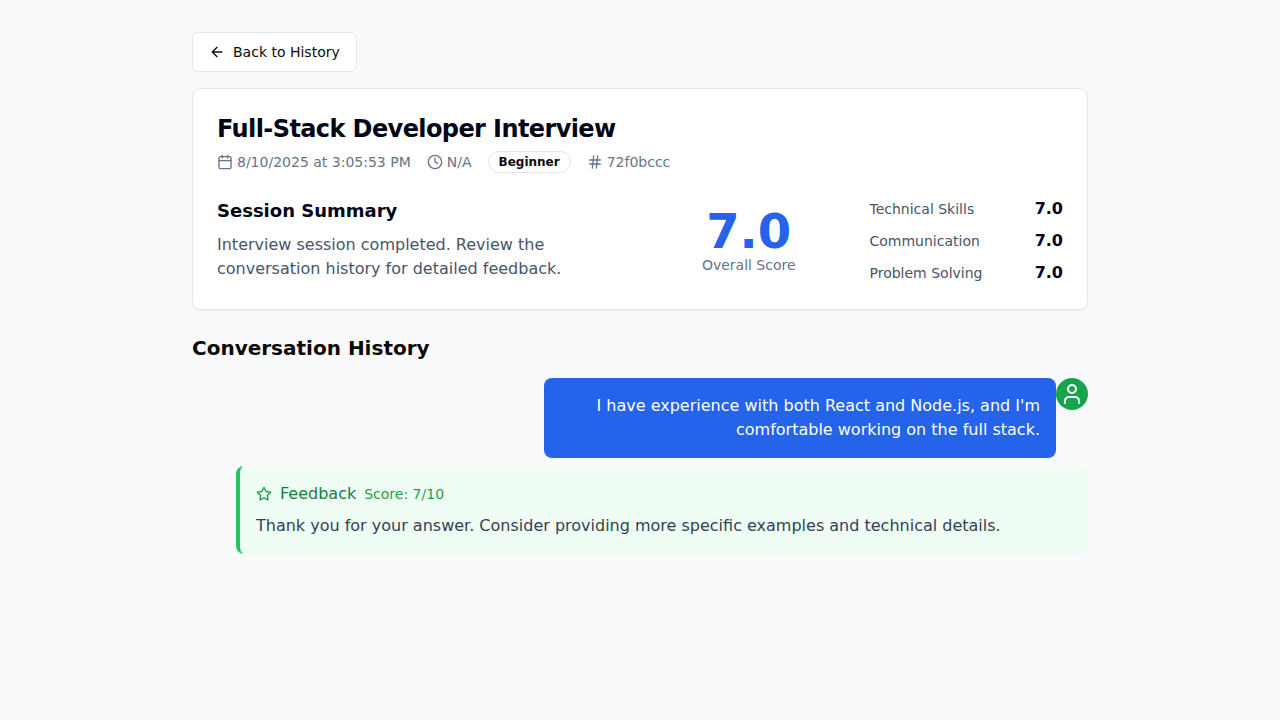 Back to History
Full-Stack Developer Interview
8/10/2025 at 3:05:53 PM N/A Beginner 72f0bccc
Session Summary
Interview session completed. Review the
conversation history for detailed feedback.
7.0
Overall Score
Technical Skills 7.0
Communication 7.0
Problem Solving 7.0
Conversation History
I have experience with both React and Node.js, and I'm
comfortable working on the full stack.
Feedback Score: 7/10
Thank you for your answer. Consider providing more specific examples and technical details.